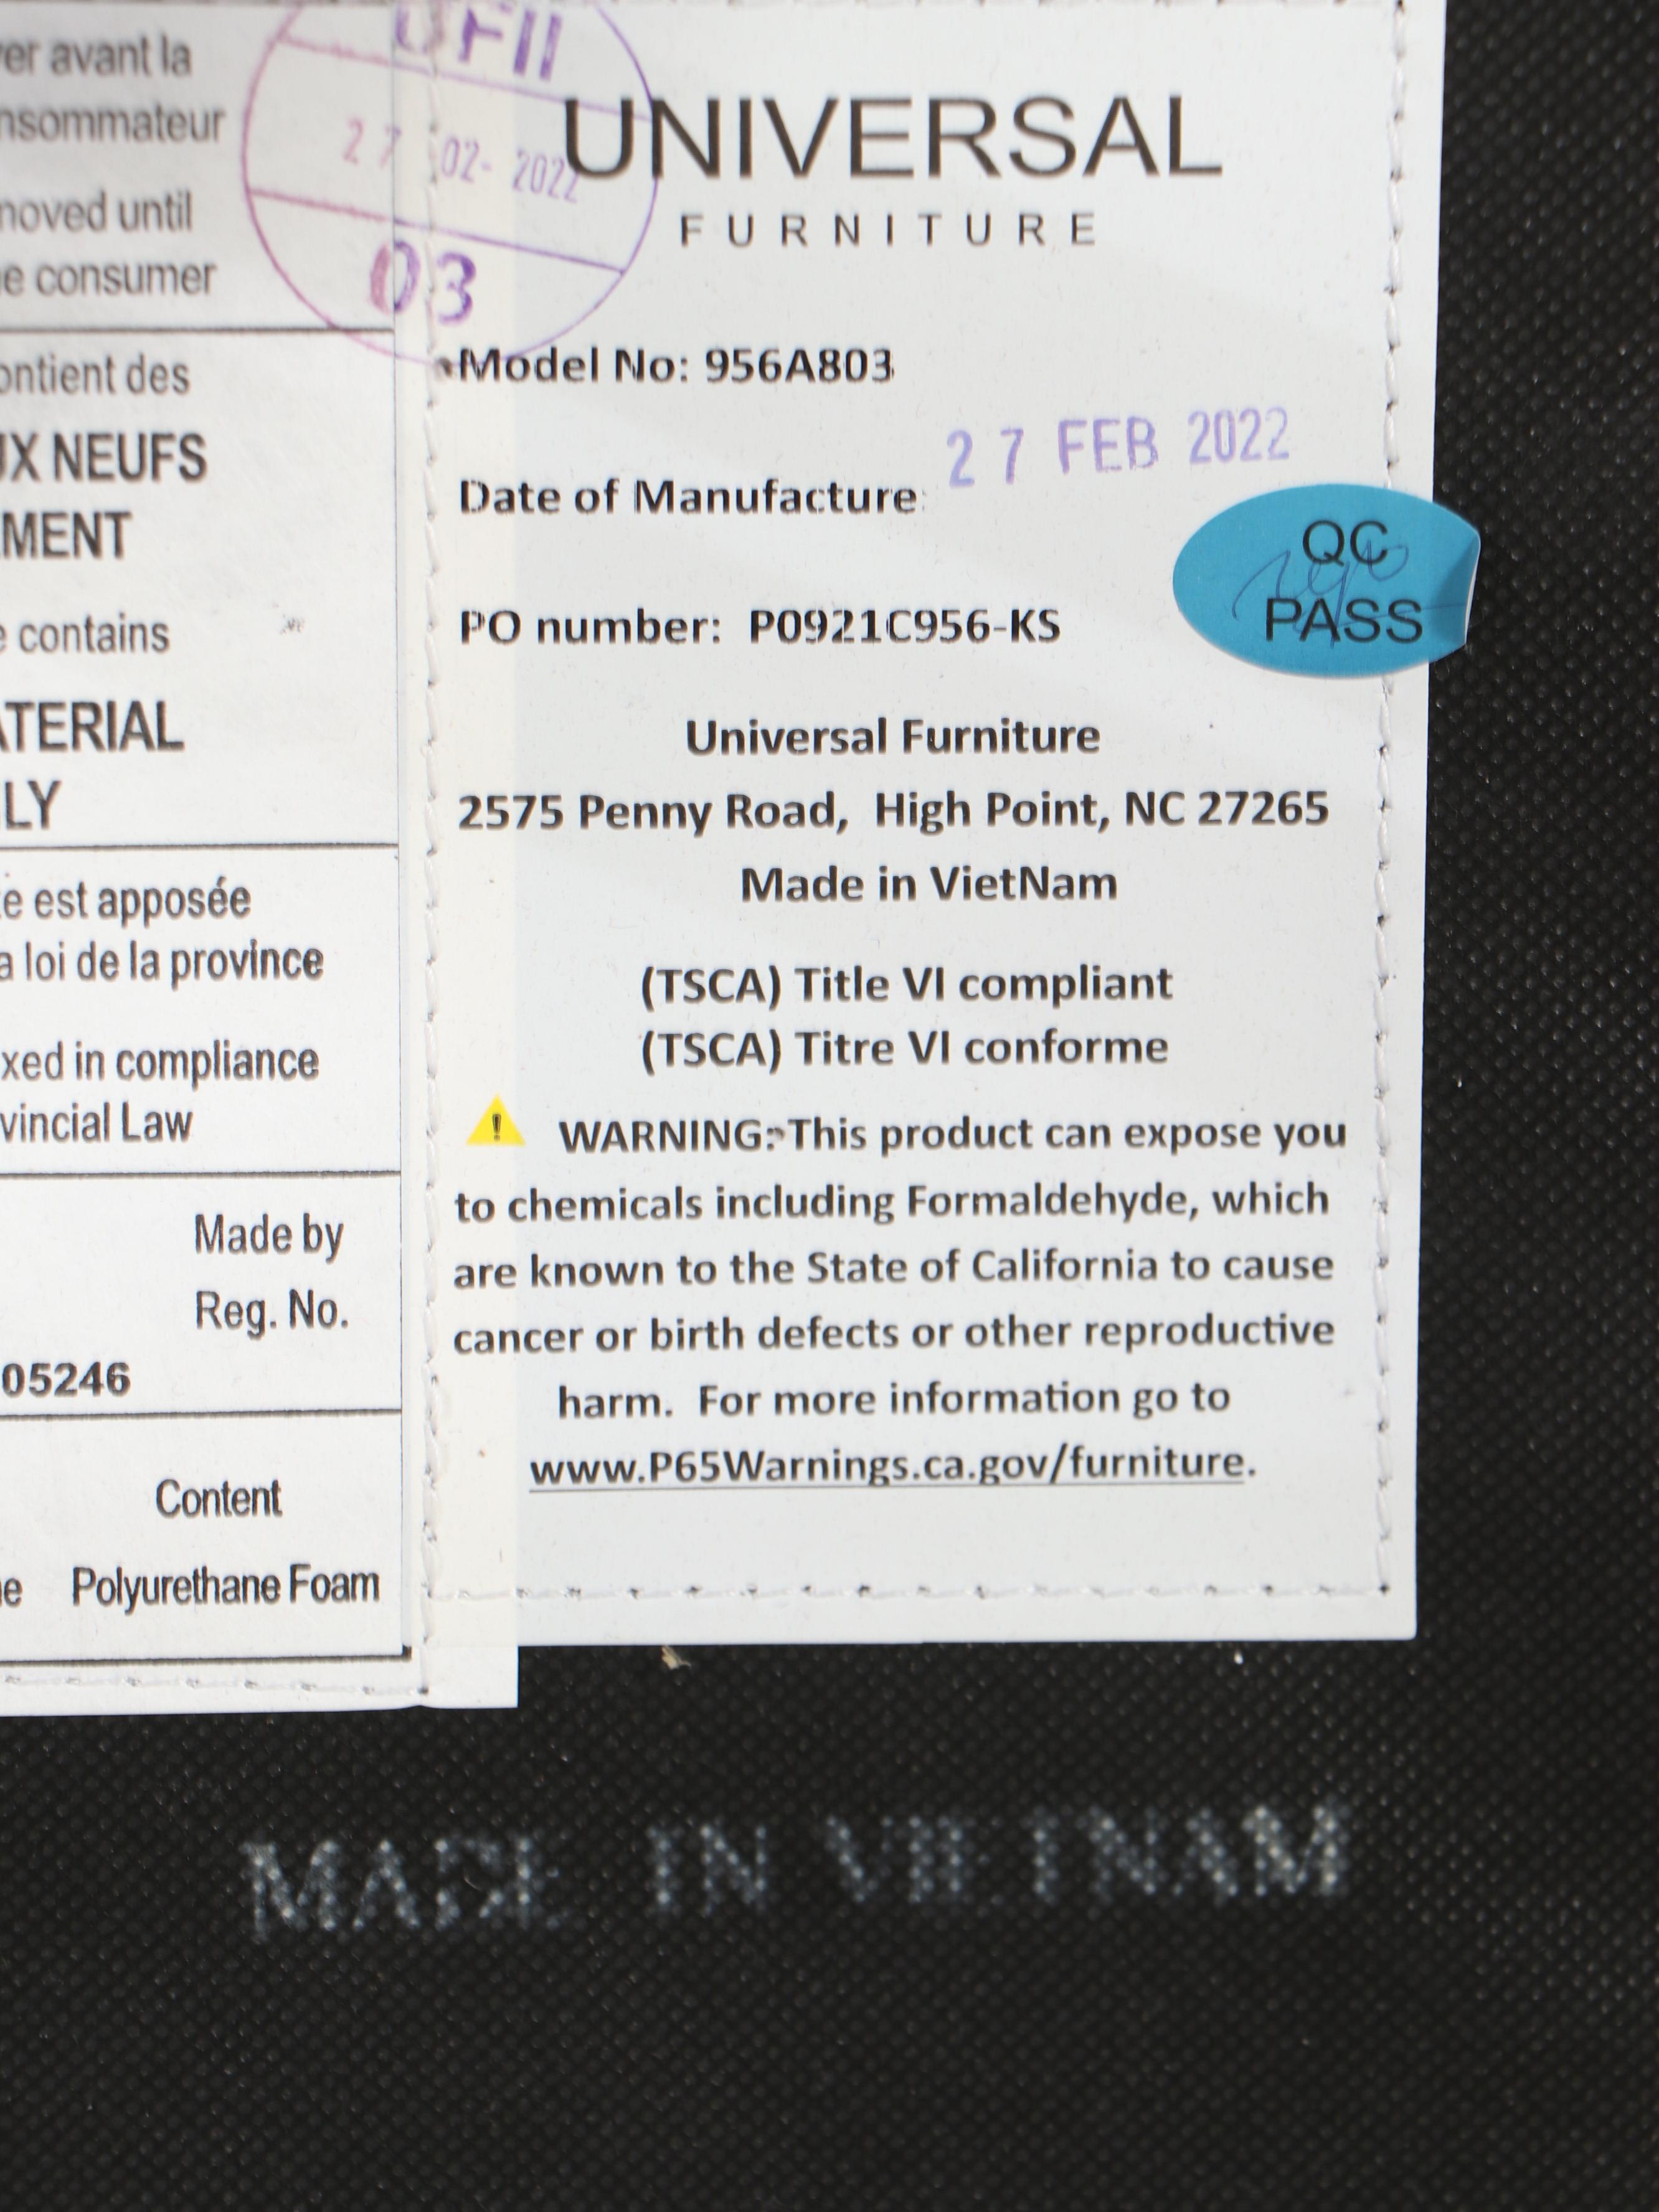 er avant la
nsommateur
moved until
e consumer
ontient des
UX NEUFS
EMENT
e contains
ATERIAL
LY
e est apposée
a loi de la province
xed in compliance
vincial Law
Made by
Reg. No.
05246
Content
e Polyurethane Foam
UFII
27 02- 2022
03
UNIVERSAL
FURNITURE
Model No: 956A803
27 FEB 2022
Date of Manufacture:
QC
PASS
PO number: P0921C956-KS
Universal Furniture
2575 Penny Road, High Point, NC 27265
Made in VietNam
(TSCA) Title VI compliant
(TSCA) Titre VI conforme
WARNING: This product can expose you
to chemicals including Formaldehyde, which
are known to the State of California to cause
cancer or birth defects or other reproductive
harm. For more information go to
www.P65Warnings.ca.gov/furniture.
MADE IN VIETNAM